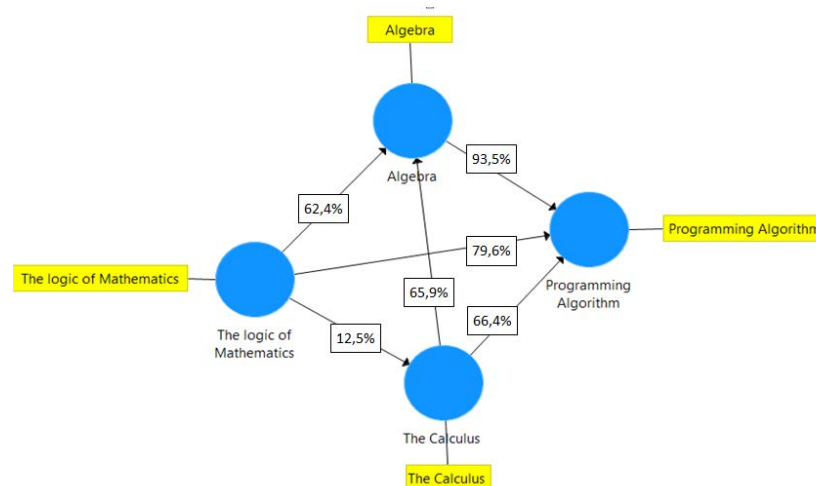 Algebra
Algebra
93,5%
62,4%
Programming Algorithm
79,6%
The logic of Mathematics
65,9%
Programming
Algorithm
66,4%
The logic of
Mathematics
12,5%
The Calculus
The Calculus